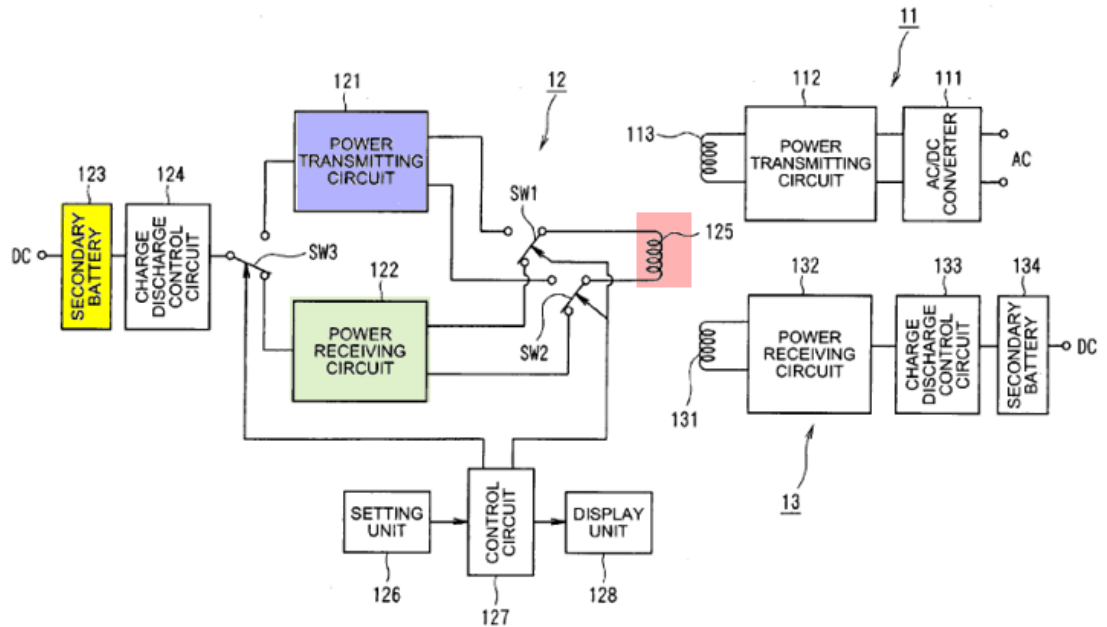 11
121
12
112
111
POWER
TRANSMITTING
CIRCUIT
113
POWER
TRANSMITTING
CIRCUIT
AC/DC
CONVERTER
AC
123
124
SW1
125
DC
SECONDARY
BATTERY
CHARGE
DISCHARGE
CONTROL
CIRCUIT
SW3
122
132
133
134
POWER
RECEIVING
CIRCUIT
SW2
131
POWER
RECEIVING
CIRCUIT
CHARGE
DISCHARGE
CONTROL
CIRCUIT
SECONDARY
BATTERY
DC
13
SETTING
UNIT
CONTROL
CIRCUIT
DISPLAY
UNIT
126
127
128